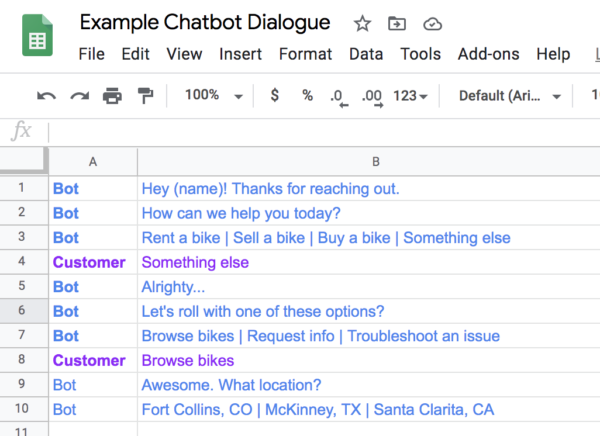 Example Chatbot Dialogue
File Edit View Insert Format Data Tools Add-ons Help
100% $ % .0 .00 123 Default (Ari... 1
fx
A B
1 Bot Hey (name)! Thanks for reaching out.
2 Bot How can we help you today?
3 Bot Rent a bike | Sell a bike | Buy a bike | Something else
4 Customer Something else
5 Bot Alrighty...
6 Bot Let's roll with one of these options?
7 Bot Browse bikes | Request info | Troubleshoot an issue
8 Customer Browse bikes
9 Bot Awesome. What location?
10 Bot Fort Collins, CO | McKinney, TX | Santa Clarita, CA
11